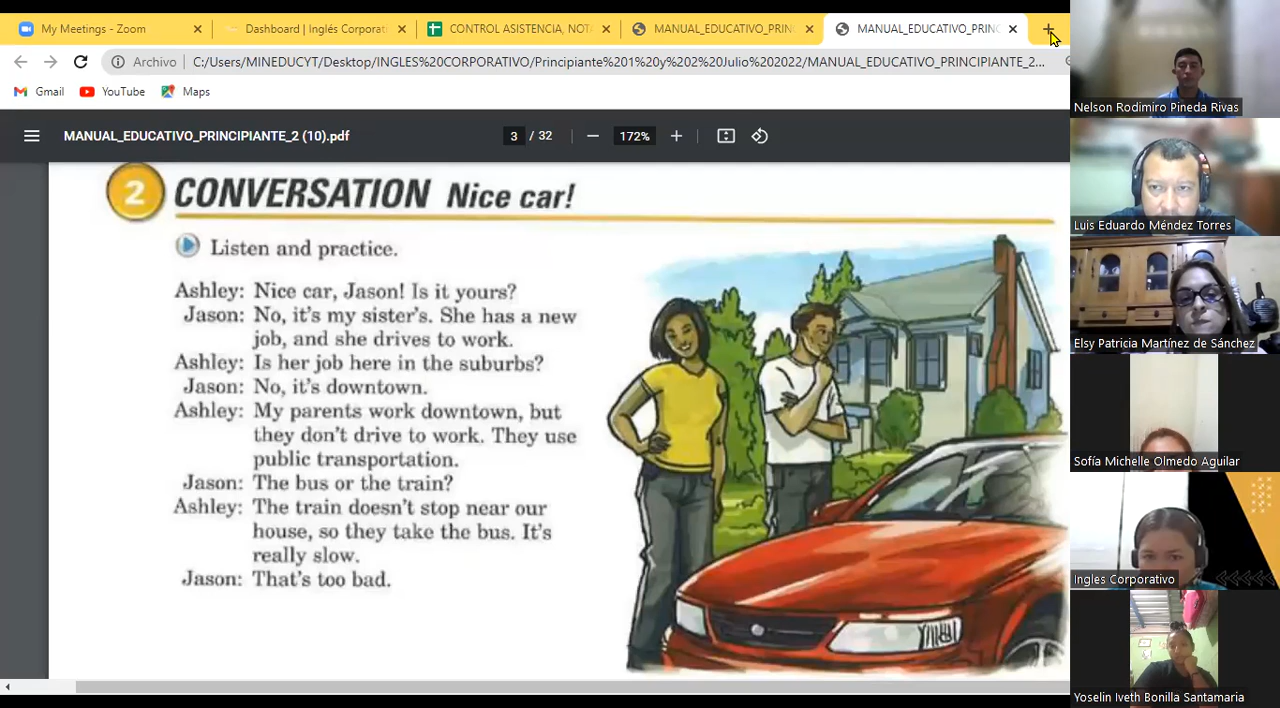 My Meetings - Zoom
Dashboard | Inglés Corporati
CONTROL ASISTENCIA, NOTA
MANUAL_EDUCATIVO_PRIN
MANUAL_EDUCATIVO_PRIN
Archivo
C:/Users/MINEDUCYT/Desktop/INGLES%20CORPORATIVO/Principiante%201%20y%202%20Julio%202022/MANUAL_EDUCATIVO_PRINCIPIANTE_2...
Gmail
YouTube
Maps
MANUAL_EDUCATIVO_PRINCIPIANTE_2 (10).pdf
3 / 32
172%
2 CONVERSATION Nice car!
Listen and practice.
Ashley: Nice car, Jason! Is it yours?
Jason: No, it's my sister's. She has a new
job, and she drives to work.
Ashley: Is her job here in the suburbs?
Jason: No, it's downtown.
Ashley: My parents work downtown, but
they don't drive to work. They use
public transportation.
Jason: The bus or the train?
Ashley: The train doesn't stop near our
house, so they take the bus. It's
really slow.
Jason: That's too bad.
Nelson Rodimiro Pineda Rivas
Luis Eduardo Méndez Torres
Elsy Patricia Martínez de Sánchez
Sofía Michelle Olmedo Aguilar
Ingles Corporativo
Yoselin Iveth Bonilla Santamaria